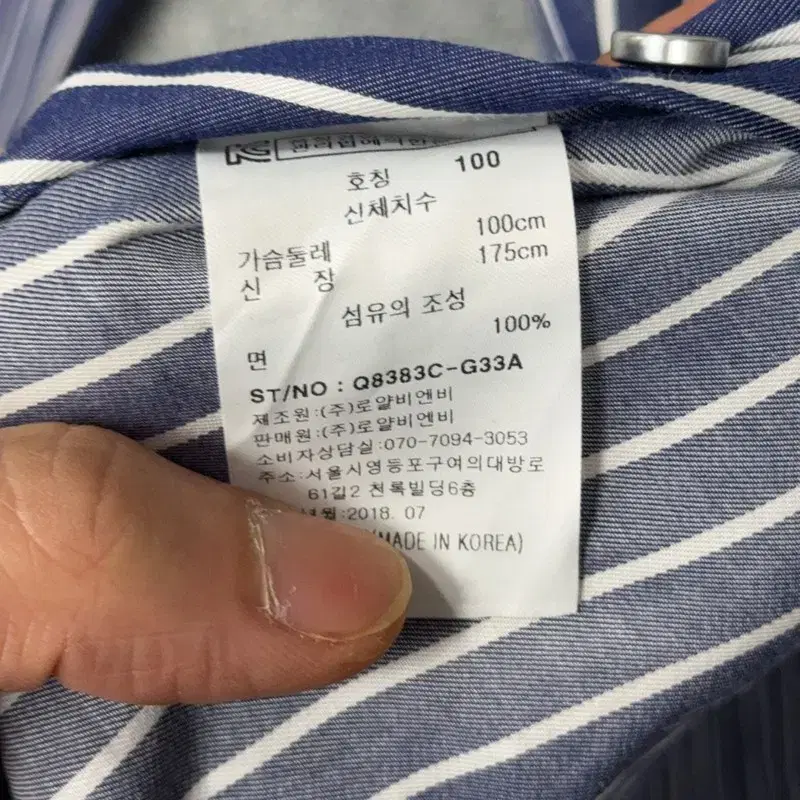 호칭 100
신체치수
가슴둘레 100cm
신 장 175cm
섬유의 조성
면 100%
ST/NO : Q8383C-G33A
제조원:(주)로얄비엔비
판매원:(주)로얄비엔비
소비자상담실:070-7094-3053
주소:서울시영등포구여의대방로
61길2 천록빌딩6층
년월:2018. 07
(MADE IN KOREA)